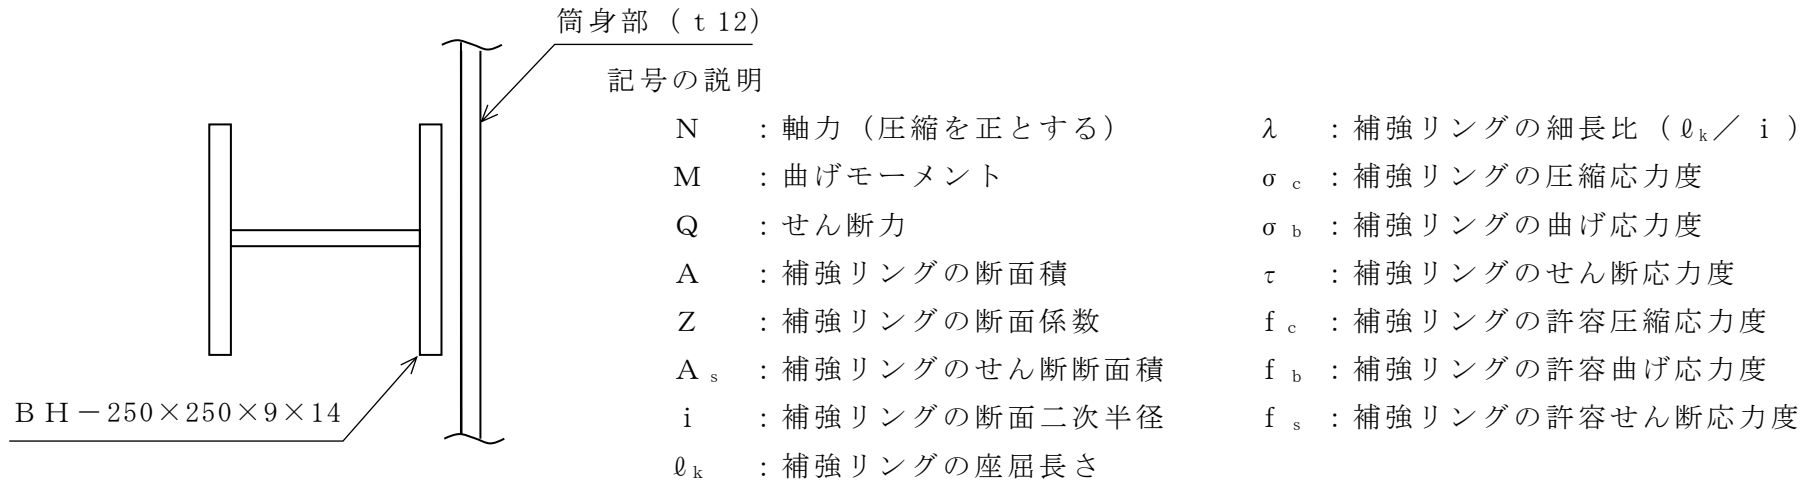 筒身部(t12)
記号の説明
N :軸力(圧縮を正とする)
M :曲げモーメント
Q :せん断力
A :補強リングの断面積
Z :補強リングの断面係数
A s :補強リングのせん断断面積
i :補強リングの断面二次半径
ℓ k :補強リングの座屈長さ
λ :補強リングの細長比(ℓ k/i)
σ c :補強リングの圧縮応力度
σ b :補強リングの曲げ応力度
τ :補強リングのせん断応力度
f c :補強リングの許容圧縮応力度
f b :補強リングの許容曲げ応力度
f s :補強リングの許容せん断応力度
BH-250×250×9×14